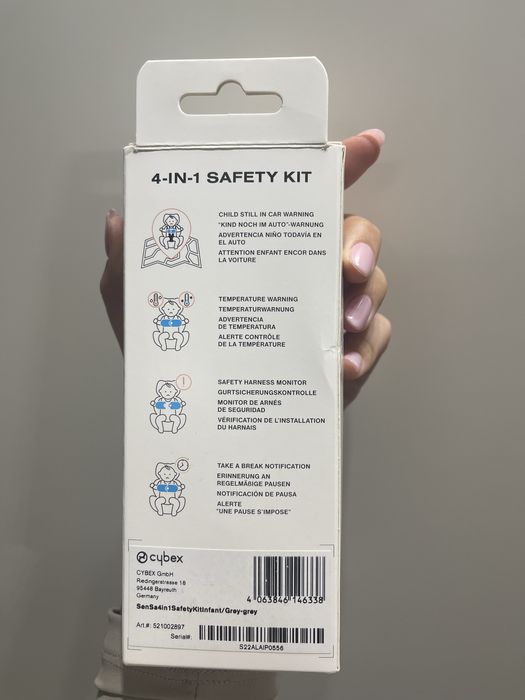 4-IN-1 SAFETY KIT
CHILD STILL IN CAR WARNING
"KIND NOCH IM AUTO"-WARNUNG
ADVERTENCIA NIÑO TODAVÍA EN
EL AUTO
ATTENTION ENFANT ENCOR DANS
LA VOITURE
TEMPERATURE WARNING
TEMPERATURWARNUNG
ADVERTENCIA
DE TEMPERATURA
ALERTE CONTRÔLE
DE LA TEMPÉRATURE
SAFETY HARNESS MONITOR
GURTSICHERUNGSKONTROLLE
MONITOR DE ARNÉS
DE SEGURIDAD
VÉRIFICATION DE L'INSTALLATION
DU HARNAIS
TAKE A BREAK NOTIFICATION
ERINNERUNG AN
REGELMÄßIGE PAUSEN
NOTIFICACIÓN DE PAUSA
ALERTE
"UNE PAUSE S'IMPOSE"
cybex
CYBEX GmbH
Riedingerstrasse 18
95448 Bayreuth
Germany
4 063846 146338
SenSa4in1SafetyKitInfant/Grey-grey
Art.#: 521002897
Serial#:
S22ALAIP0556